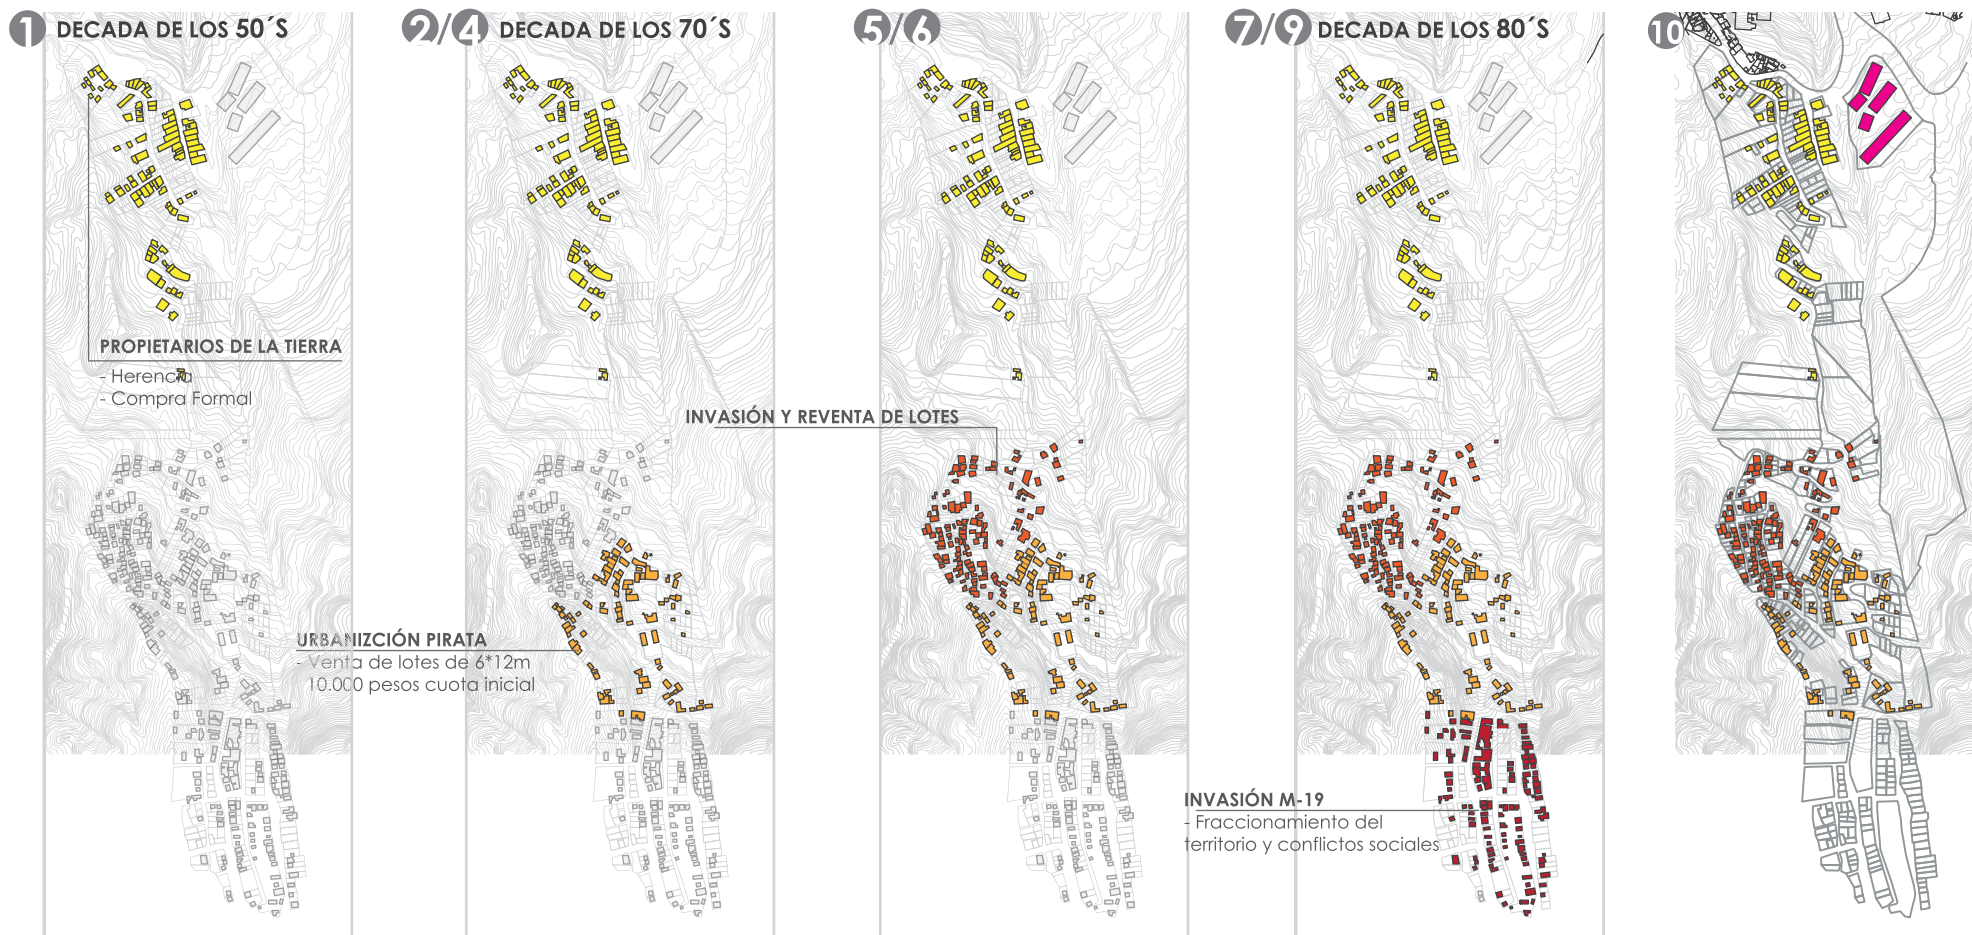 1 DECADA DE LOS 50´S
2/4 DECADA DE LOS 70´S
5/6
7/9 DECADA DE LOS 80´S
10
PROPIETARIOS DE LA TIERRA
- Herencia
- Compra Formal
INVASIÓN Y REVENTA DE LOTES
URBANIZCIÓN PIRATA
- Venta de lotes de 6*12m
10.000 pesos cuota inicial
INVASIÓN M-19
- Fraccionamiento del
territorio y conflictos sociales